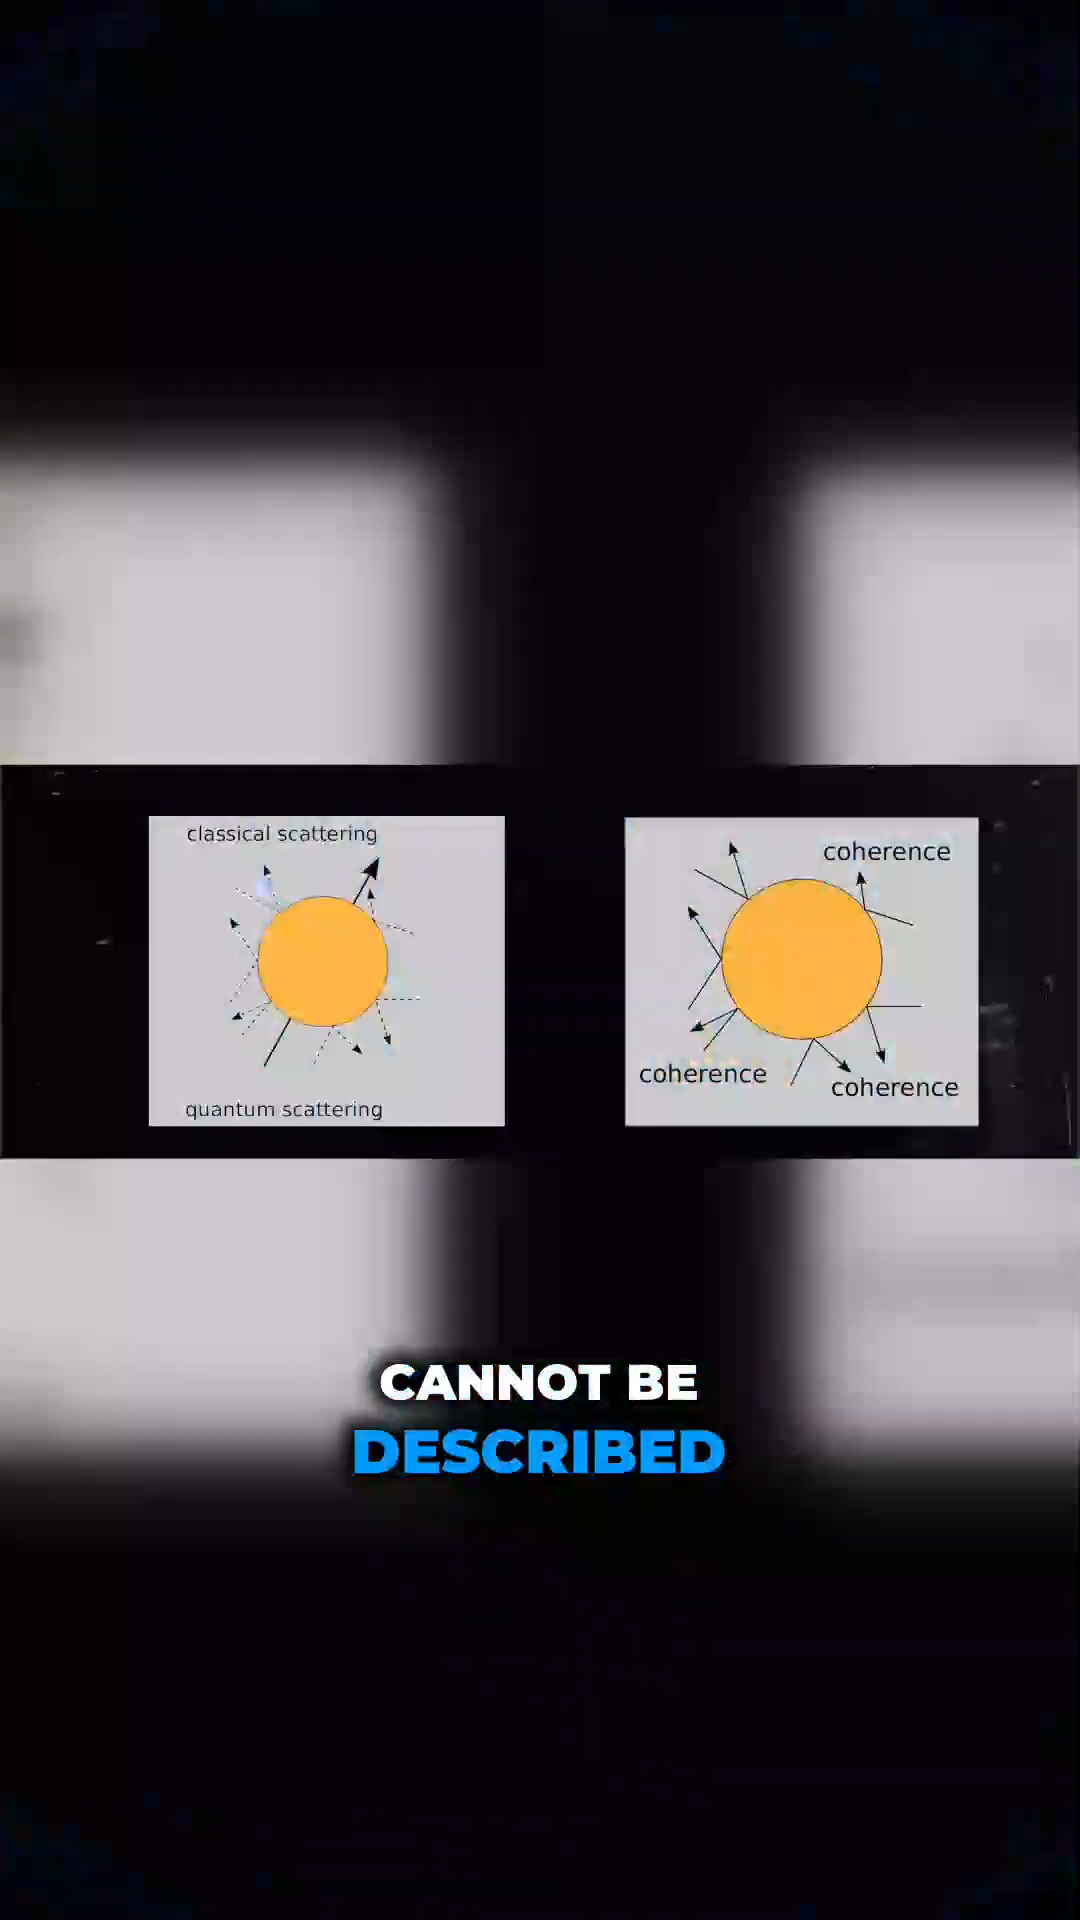 classical scattering
quantum scattering
coherence
coherence
coherence
CANNOT BE
DESCRIBED